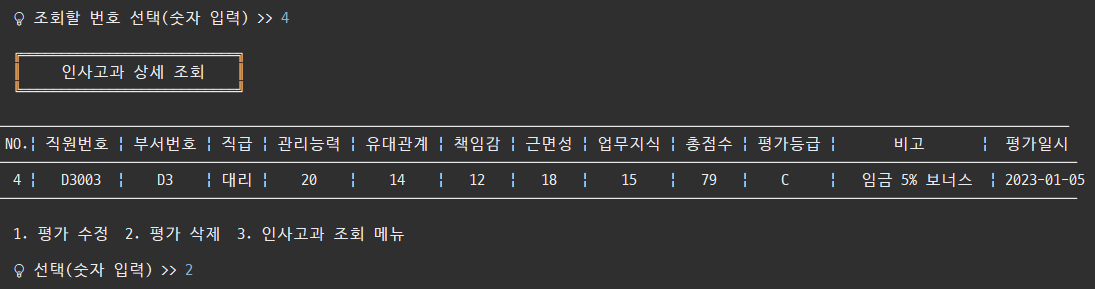 조회할 번호 선택(숫자 입력) >> 4
인사고과 상세 조회
NO.¦ 직원번호 ¦ 부서번호 ¦ 직급 ¦ 관리능력 ¦ 유대관계 ¦ 책임감 ¦ 근면성 ¦ 업무지식 ¦ 총점수 ¦ 평가등급 ¦ 비고 ¦ 평가일시
4 ¦ D3003 ¦ D3 ¦ 대리 ¦ 20 ¦ 14 ¦ 12 ¦ 18 ¦ 15 ¦ 79 ¦ C ¦ 임금 5% 보너스 ¦ 2023-01-05
1. 평가 수정 2. 평가 삭제 3. 인사고과 조회 메뉴
선택(숫자 입력) >> 2